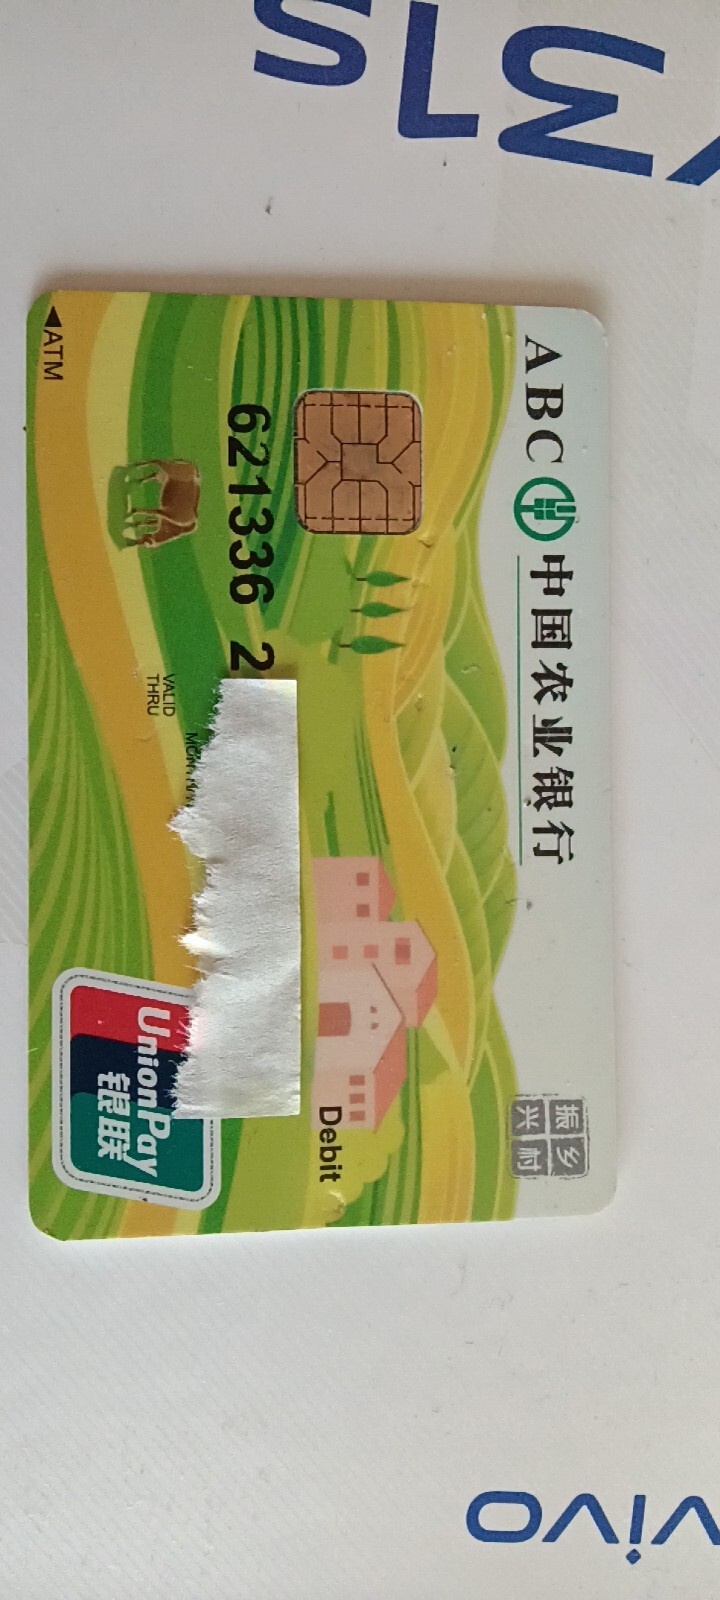 Y31s
ABC 中国农业银行
振 乡
兴 村
621336 2
VALID
THRU
Debit
UnionPay
银联
◀ATM
vivo